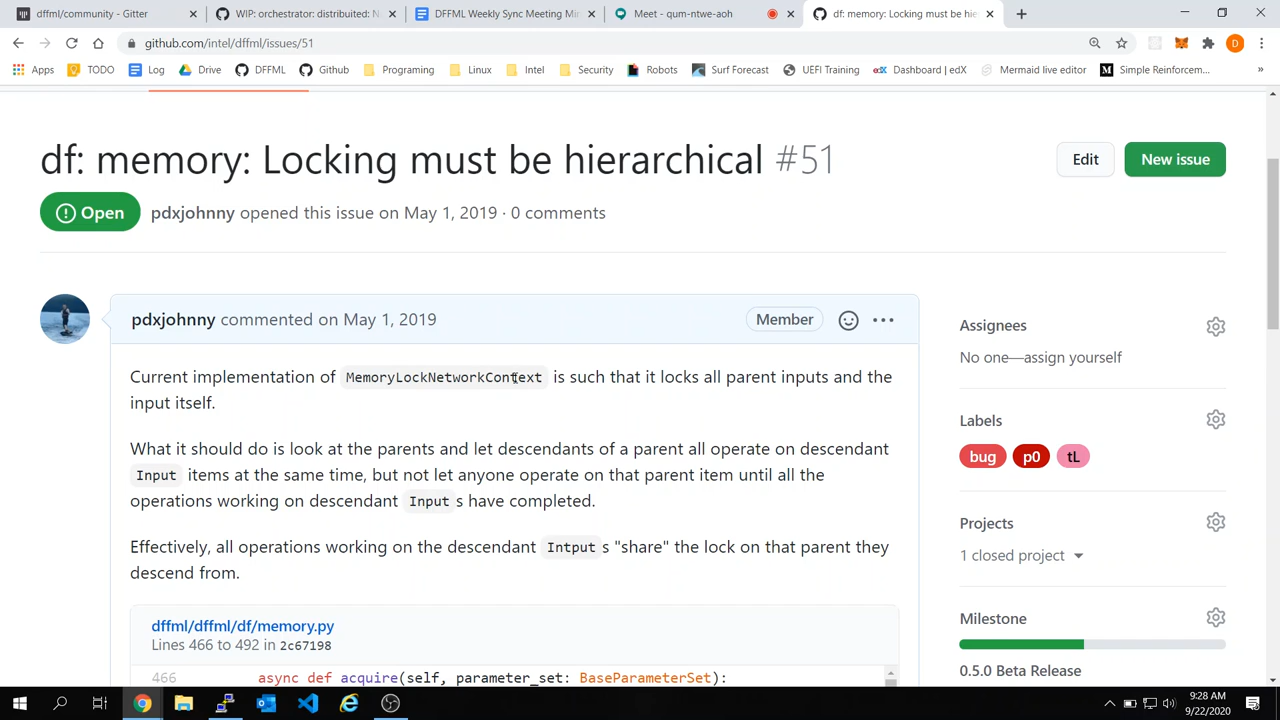 dffml/community - Gitter
WIP: orchestrator: distribuited: N
DFFML Weekly Sync Meeting Min
Meet - qum-ntwe-aoh
df: memory: Locking must be hie
github.com/intel/dffml/issues/51
Apps TODO Log Drive DFFML Github Programing Linux Intel Security Robots Surf Forecast UEFI Training Dashboard | edX Mermaid live editor Simple Reinforcem...
df: memory: Locking must be hierarchical #51
Edit
New issue
Open
pdxjohnny opened this issue on May 1, 2019 · 0 comments
pdxjohnny commented on May 1, 2019
Member
Current implementation of MemoryLockNetworkContext is such that it locks all parent inputs and the
input itself.
What it should do is look at the parents and let descendants of a parent all operate on descendant
Input items at the same time, but not let anyone operate on that parent item until all the
operations working on descendant Input s have completed.
Effectively, all operations working on the descendant Intput s "share" the lock on that parent they
descend from.
dffml/dffml/df/memory.py
Lines 466 to 492 in 2c67198
466 async def acquire(self, parameter_set: BaseParameterSet):
Assignees
No one—assign yourself
Labels
bug p0 tL
Projects
1 closed project
Milestone
0.5.0 Beta Release
9:28 AM
9/22/2020